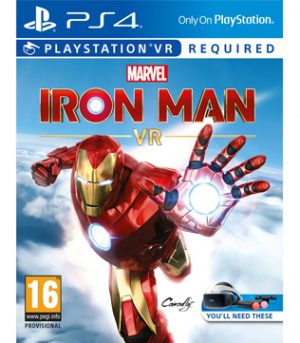 PS4
Only On PlayStation®
PLAYSTATION®VR REQUIRED
MARVEL
IRON MAN
VR
16
www.pegi.info
PROVISIONAL
Camouflaj
YOU'LL NEED THESE